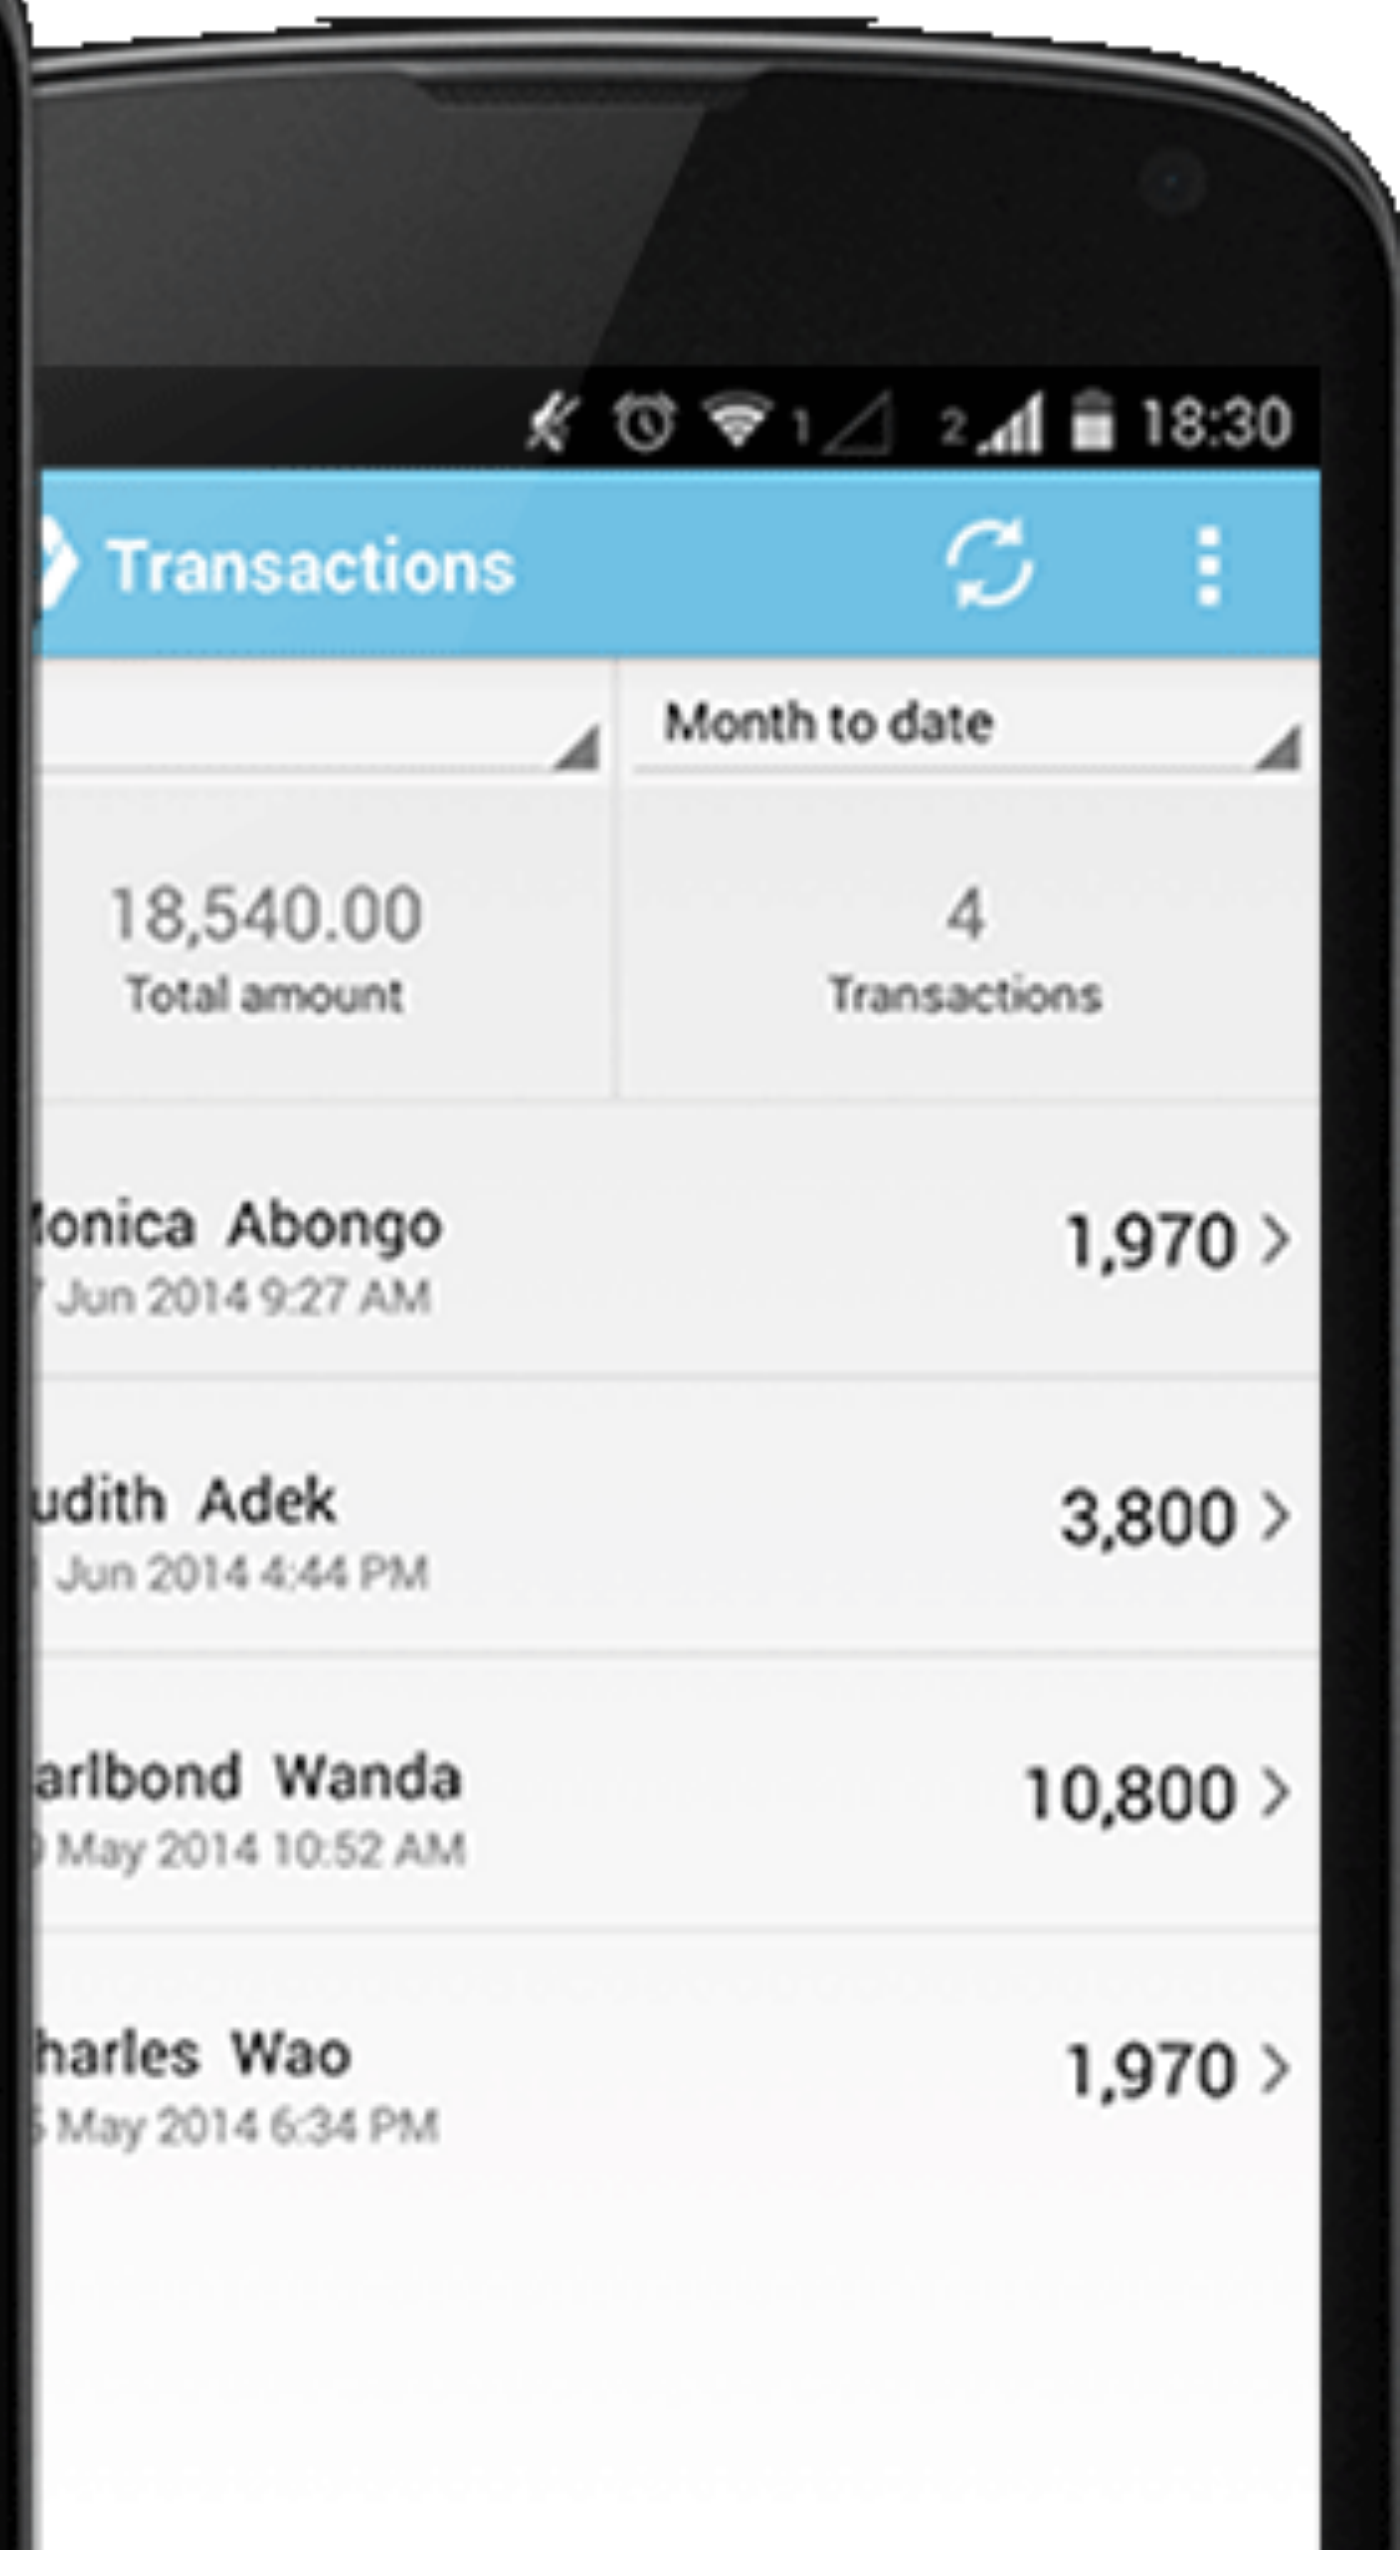 1 2 18:30
Transactions
Month to date
18,540.00
Total amount
4
Transactions
Abongo 1,970
Jun 2014 9:27 AM
Adek 3,800
Jun 2014 4:44 PM
Wanda 10,800
May 2014 10:52 AM
Wao 1,970
May 2014 6:34 PM